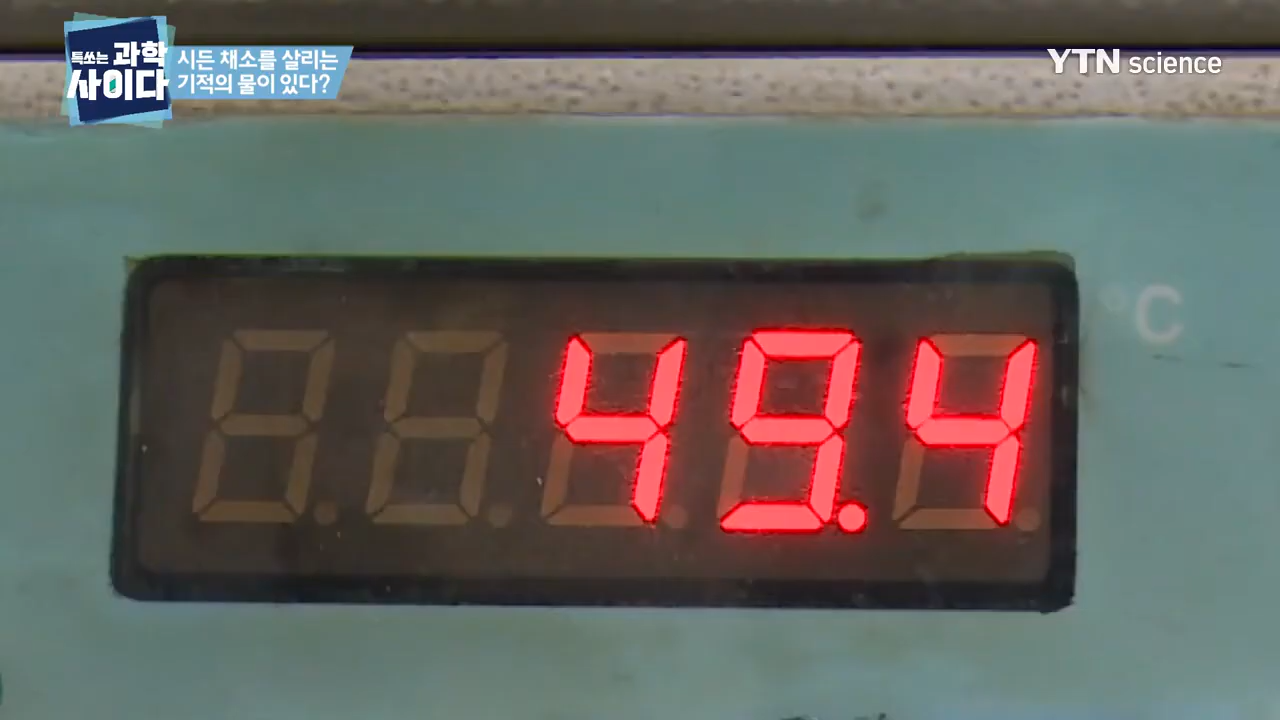 톡쏘는 과학
사이다
시든 채소를 살리는
기적의 물이 있다?
YTN science
°C
49.4